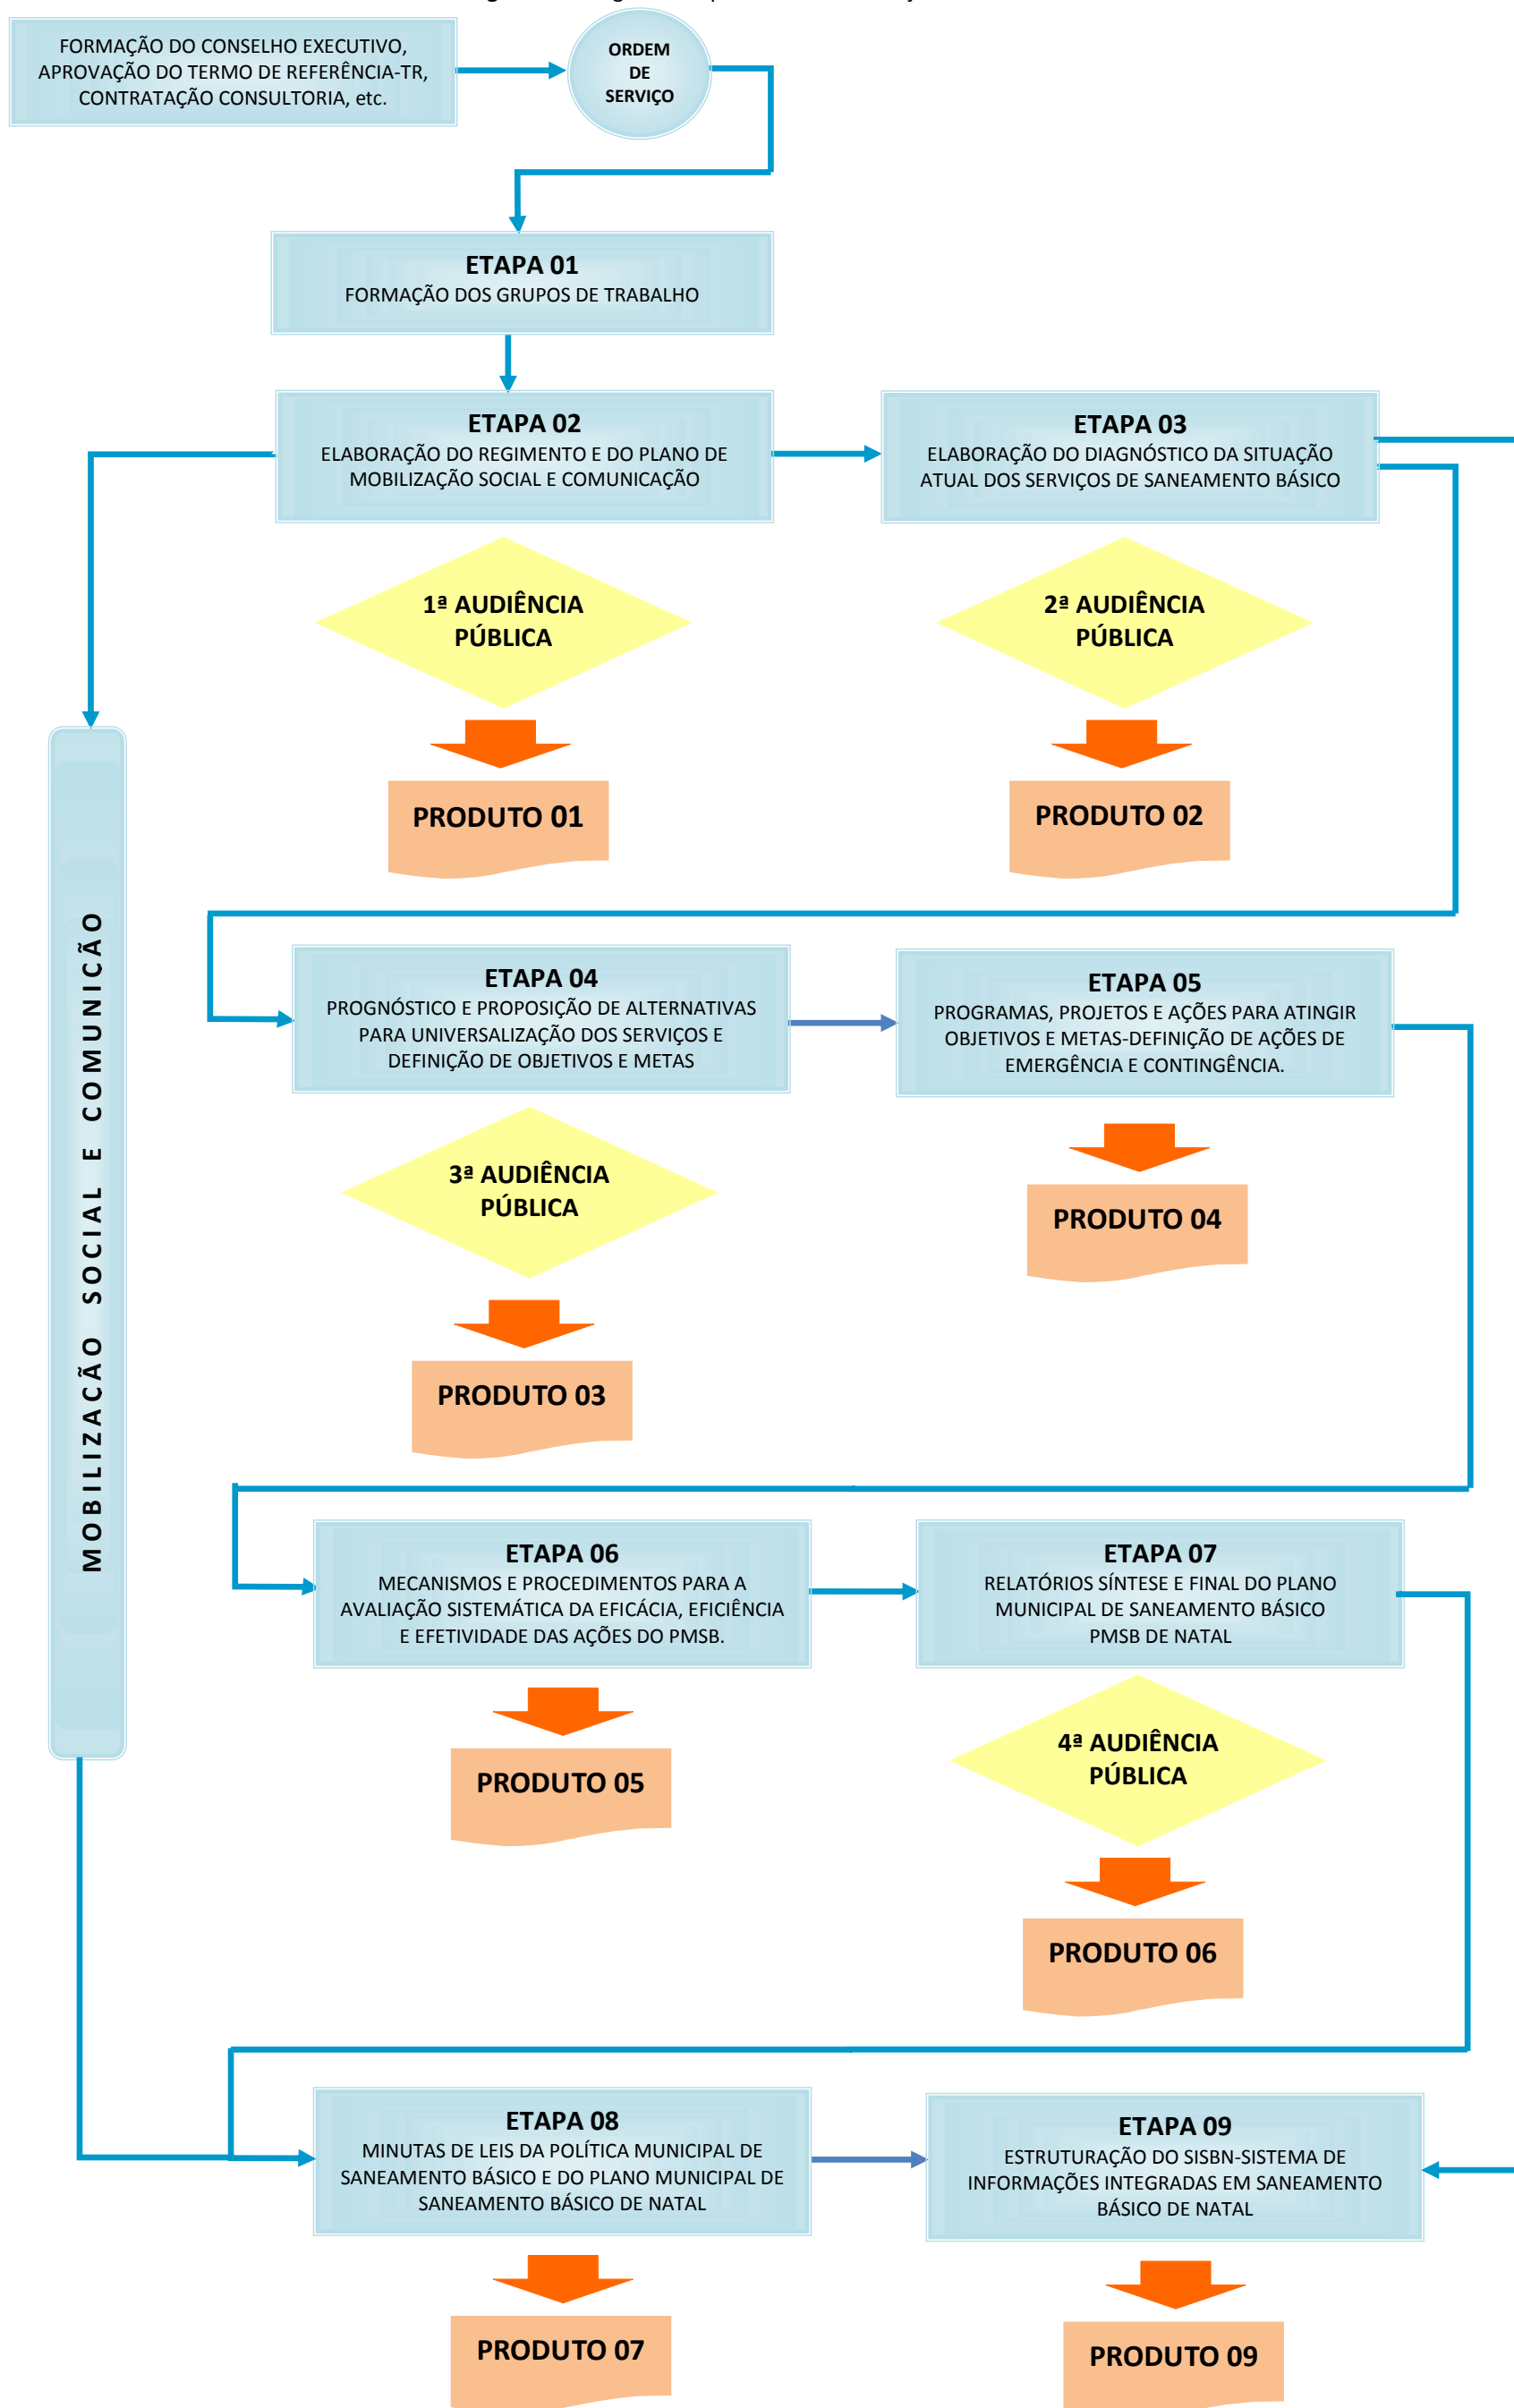 FORMAÇÃO DO CONSELHO EXECUTIVO,
APROVAÇÃO DO TERMO DE REFERÊNCIA-TR,
CONTRATAÇÃO CONSULTORIA, etc.
ORDEM
DE
SERVIÇO
ETAPA 01
FORMAÇÃO DOS GRUPOS DE TRABALHO
ETAPA 02
ELABORAÇÃO DO REGIMENTO E DO PLANO DE
MOBILIZAÇÃO SOCIAL E COMUNICAÇÃO
ETAPA 03
ELABORAÇÃO DO DIAGNÓSTICO DA SITUAÇÃO
ATUAL DOS SERVIÇOS DE SANEAMENTO BÁSICO
1ª AUDIÊNCIA
PÚBLICA
2ª AUDIÊNCIA
PÚBLICA
PRODUTO 01
PRODUTO 02
MOBILIZACÃO SOCIAL E COMUNICÃO
ETAPA 04
PROGNÓSTICO E PROPOSIÇÃO DE ALTERNATIVAS
PARA UNIVERSALIZAÇÃO DOS SERVIÇOS E
DEFINIÇÃO DE OBJETIVOS E METAS
ETAPA 05
PROGRAMAS, PROJETOS E AÇÕES PARA ATINGIR
OBJETIVOS E METAS-DEFINIÇÃO DE AÇÕES DE
EMERGÊNCIA E CONTINGÊNCIA.
3ª AUDIÊNCIA
PÚBLICA
PRODUTO 04
PRODUTO 03
ETAPA 06
MECANISMOS E PROCEDIMENTOS PARA A
AVALIAÇÃO SISTEMÁTICA DA EFICÁCIA, EFICIÊNCIA
E EFETIVIDADE DAS AÇÕES DO PMSB.
ETAPA 07
RELATÓRIOS SÍNTESE E FINAL DO PLANO
MUNICIPAL DE SANEAMENTO BÁSICO
PMSB DE NATAL
PRODUTO 05
4ª AUDIÊNCIA
PÚBLICA
PRODUTO 06
ETAPA 08
MINUTAS DE LEIS DA POLÍTICA MUNICIPAL DE
SANEAMENTO BÁSICO E DO PLANO MUNICIPAL DE
SANEAMENTO BÁSICO DE NATAL
ETAPA 09
ESTRUTURAÇÃO DO SISBN-SISTEMA DE
INFORMAÇÕES INTEGRADAS EM SANEAMENTO
BÁSICO DE NATAL
PRODUTO 07
PRODUTO 09